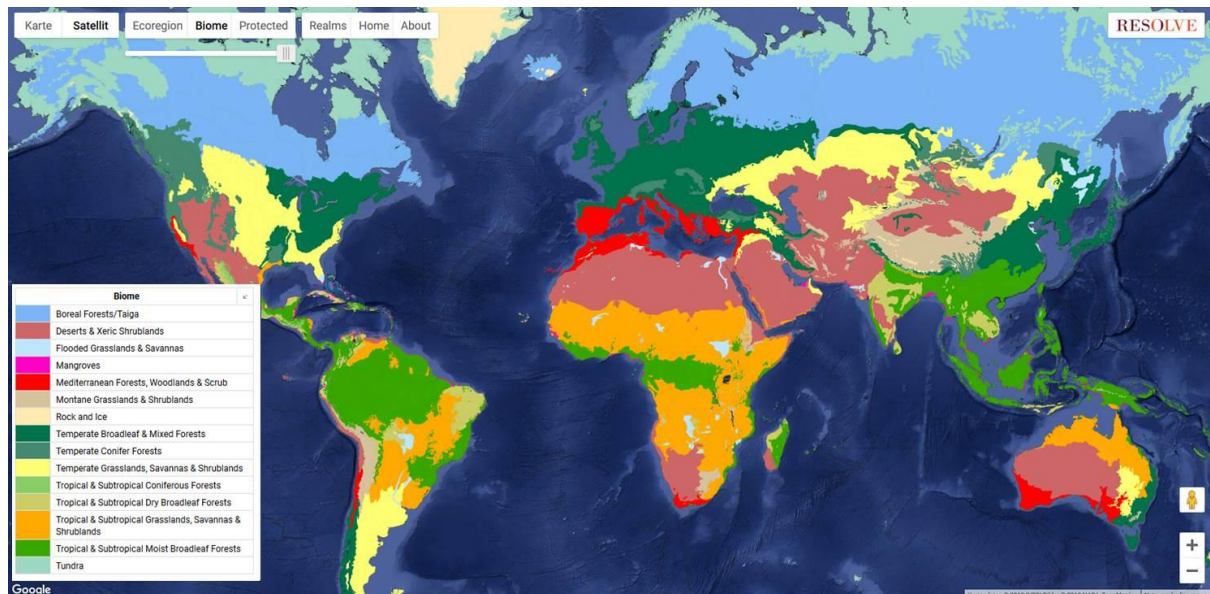 Karte Satellit Ecoregion Biome Protected Realms Home About
RESOLVE
Biome
Boreal Forests/Taiga
Deserts & Xeric Shrublands
Flooded Grasslands & Savannas
Mangroves
Mediterranean Forests, Woodlands & Scrub
Montane Grasslands & Shrublands
Rock and Ice
Temperate Broadleaf & Mixed Forests
Temperate Conifer Forests
Temperate Grasslands, Savannas & Shrublands
Tropical & Subtropical Coniferous Forests
Tropical & Subtropical Dry Broadleaf Forests
Tropical & Subtropical Grasslands, Savannas &
Shrublands
Tropical & Subtropical Moist Broadleaf Forests
Tundra
Google